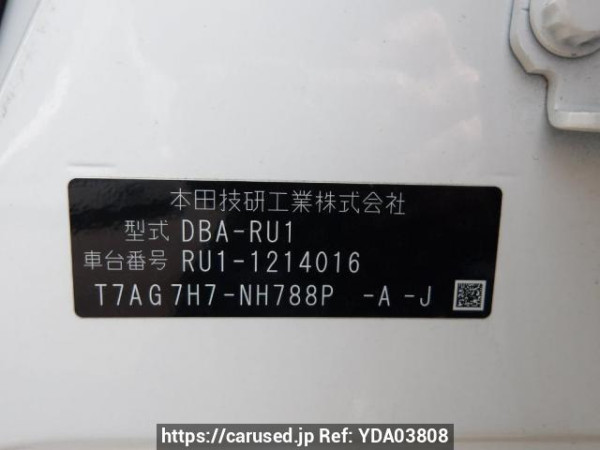 本田技研工業株式会社
型式 DBA-RU1
車台番号 RU1-1214016
T7AG7H7-NH788P -A-J
https://carused.jp Ref: YDA03808